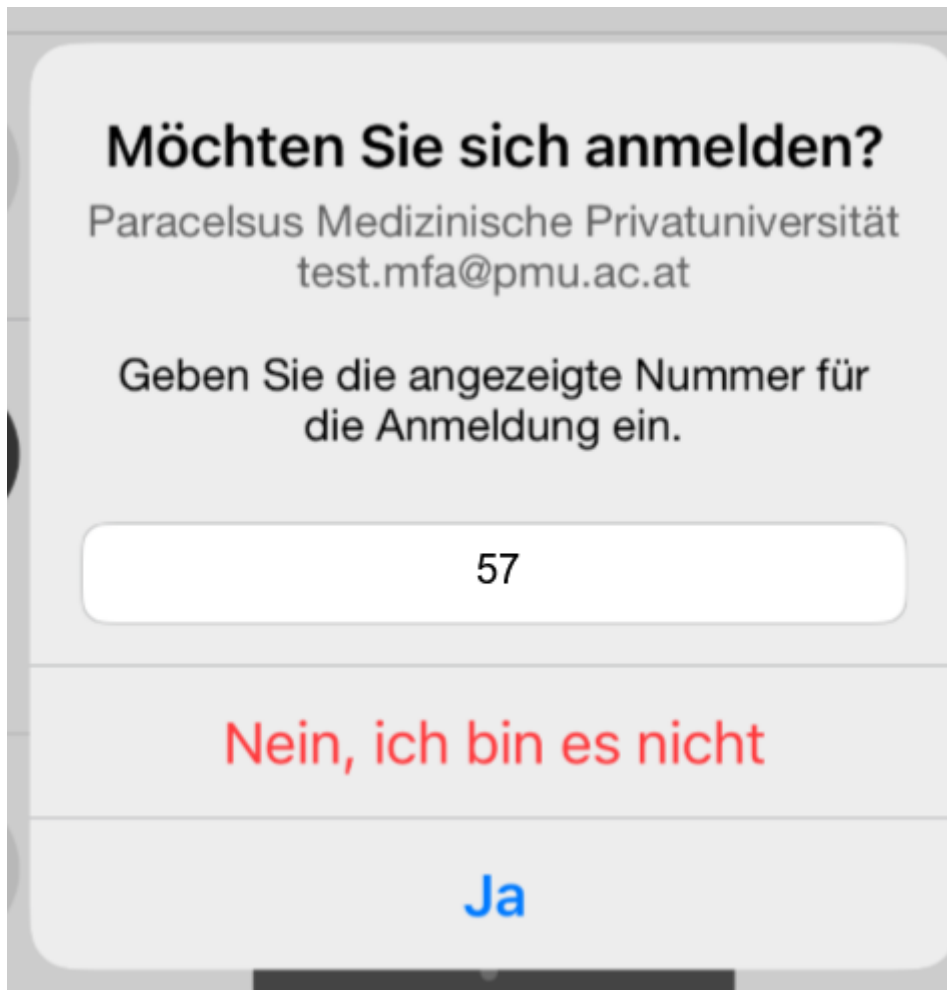 Möchten Sie sich anmelden?
Paracelsus Medizinische Privatuniversität
test.mfa@pmu.ac.at
Geben Sie die angezeigte Nummer für
die Anmeldung ein.
57
Nein, ich bin es nicht
Ja